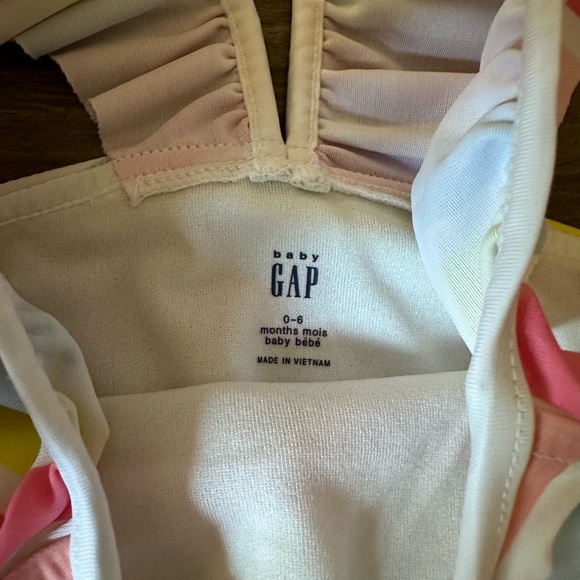 baby
GAP
0-6
months mois
baby bébé
MADE IN VIETNAM